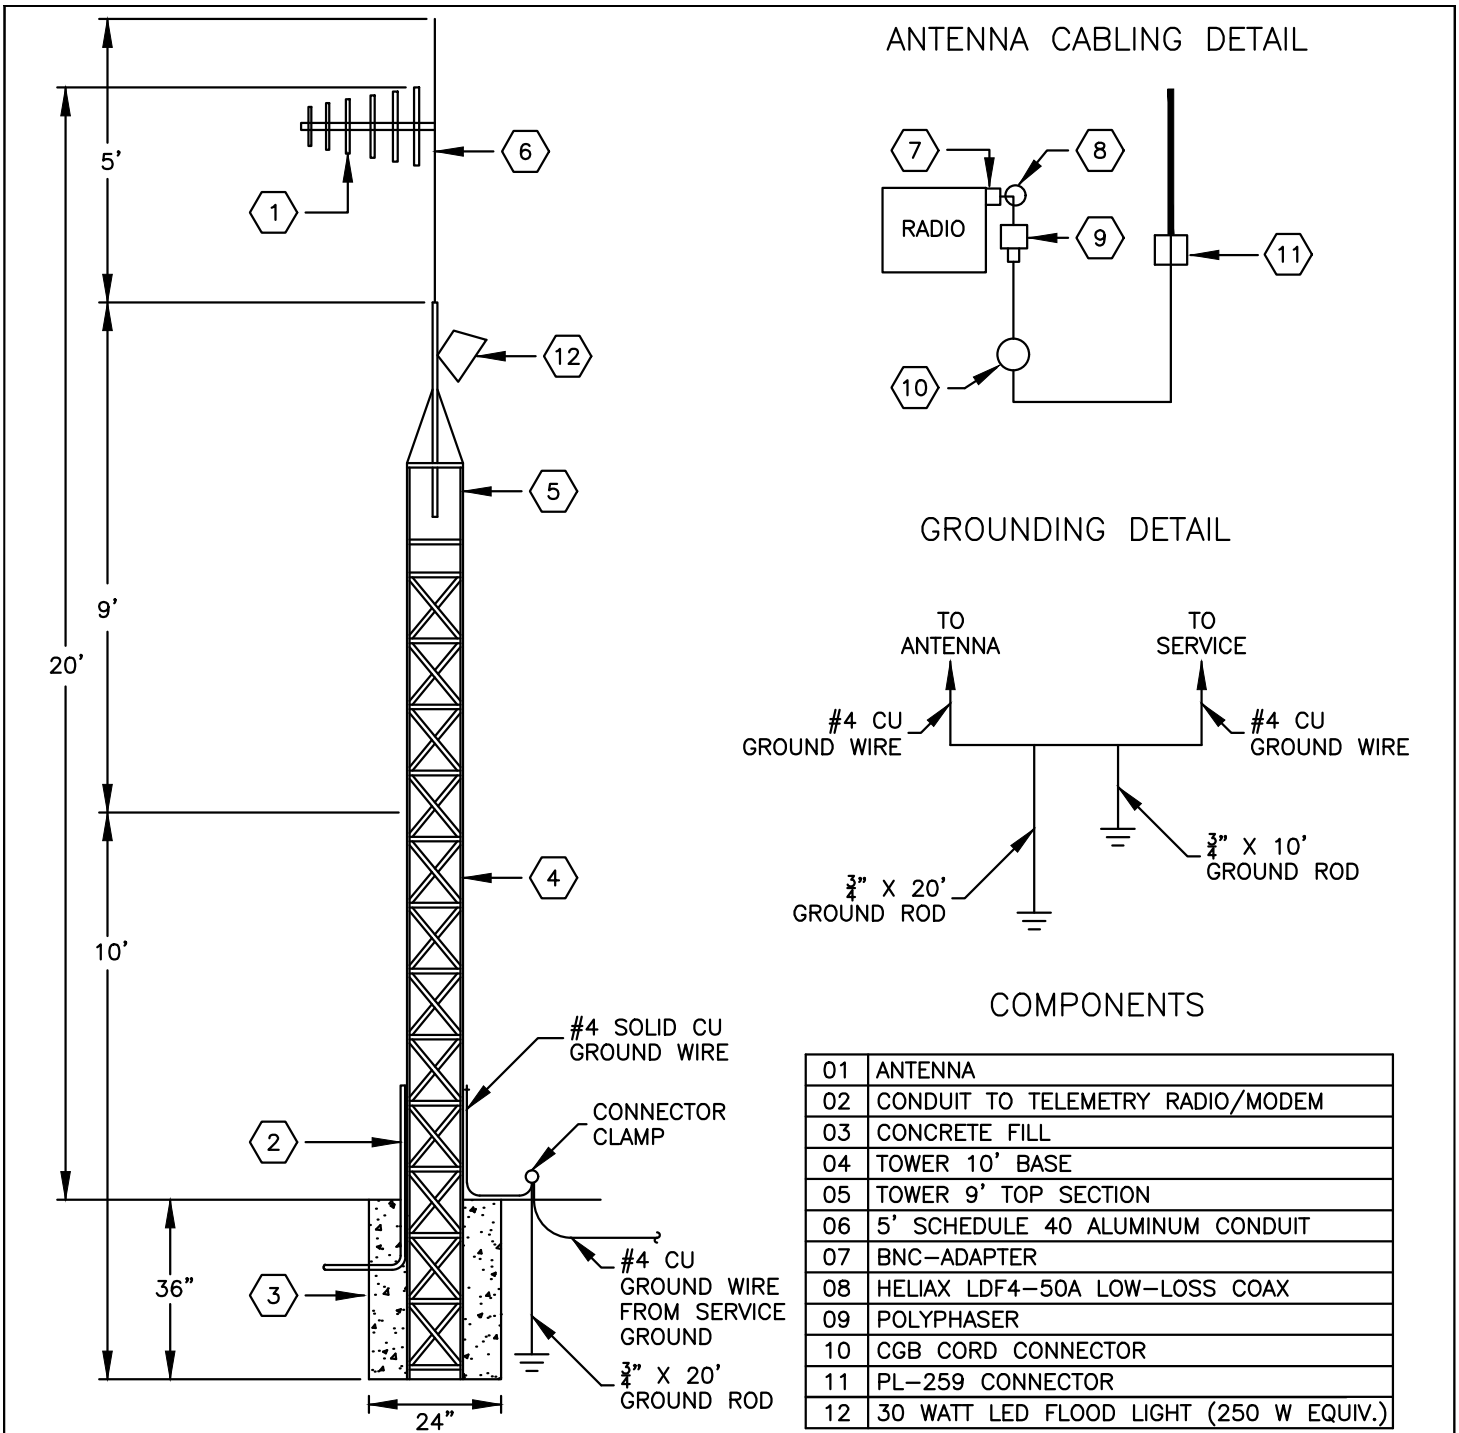 5'
6
1
12
5
9'
20'
4
10'
#4 SOLID CU
GROUND WIRE
CONNECTOR
CLAMP
2
36"
3
#4 CU
GROUND WIRE
FROM SERVICE
GROUND
3/4" X 20'
GROUND ROD
24"
ANTENNA CABLING DETAIL
7
8
RADIO
9
11
10
GROUNDING DETAIL
TO
ANTENNA
TO
SERVICE
#4 CU
GROUND WIRE
#4 CU
GROUND WIRE
3/4" X 10'
GROUND ROD
3/4" X 20'
GROUND ROD
COMPONENTS
01 ANTENNA
02 CONDUIT TO TELEMETRY RADIO/MODEM
03 CONCRETE FILL
04 TOWER 10' BASE
05 TOWER 9' TOP SECTION
06 5' SCHEDULE 40 ALUMINUM CONDUIT
07 BNC-ADAPTER
08 HELIAX LDF4-50A LOW-LOSS COAX
09 POLYPHASER
10 CGB CORD CONNECTOR
11 PL-259 CONNECTOR
12 30 WATT LED FLOOD LIGHT (250 W EQUIV.)